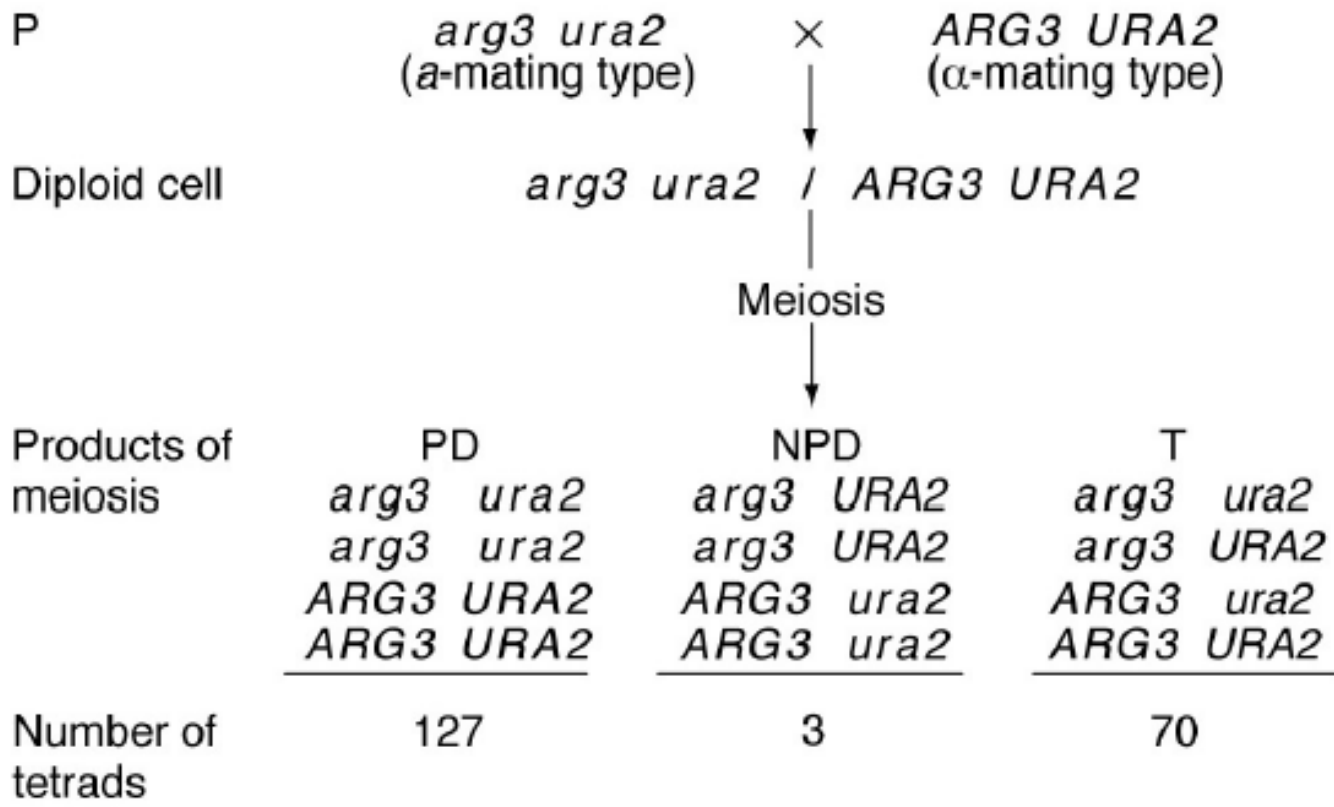 P arg3 ura2 × ARG3 URA2
(a-mating type) (α-mating type)
Diploid cell arg3 ura2 / ARG3 URA2
Meiosis
Products of PD NPD T
meiosis arg3 ura2 arg3 URA2 arg3 ura2
arg3 ura2 arg3 URA2 arg3 URA2
ARG3 URA2 ARG3 ura2 ARG3 ura2
ARG3 URA2 ARG3 ura2 ARG3 URA2
Number of 127 3 70
tetrads